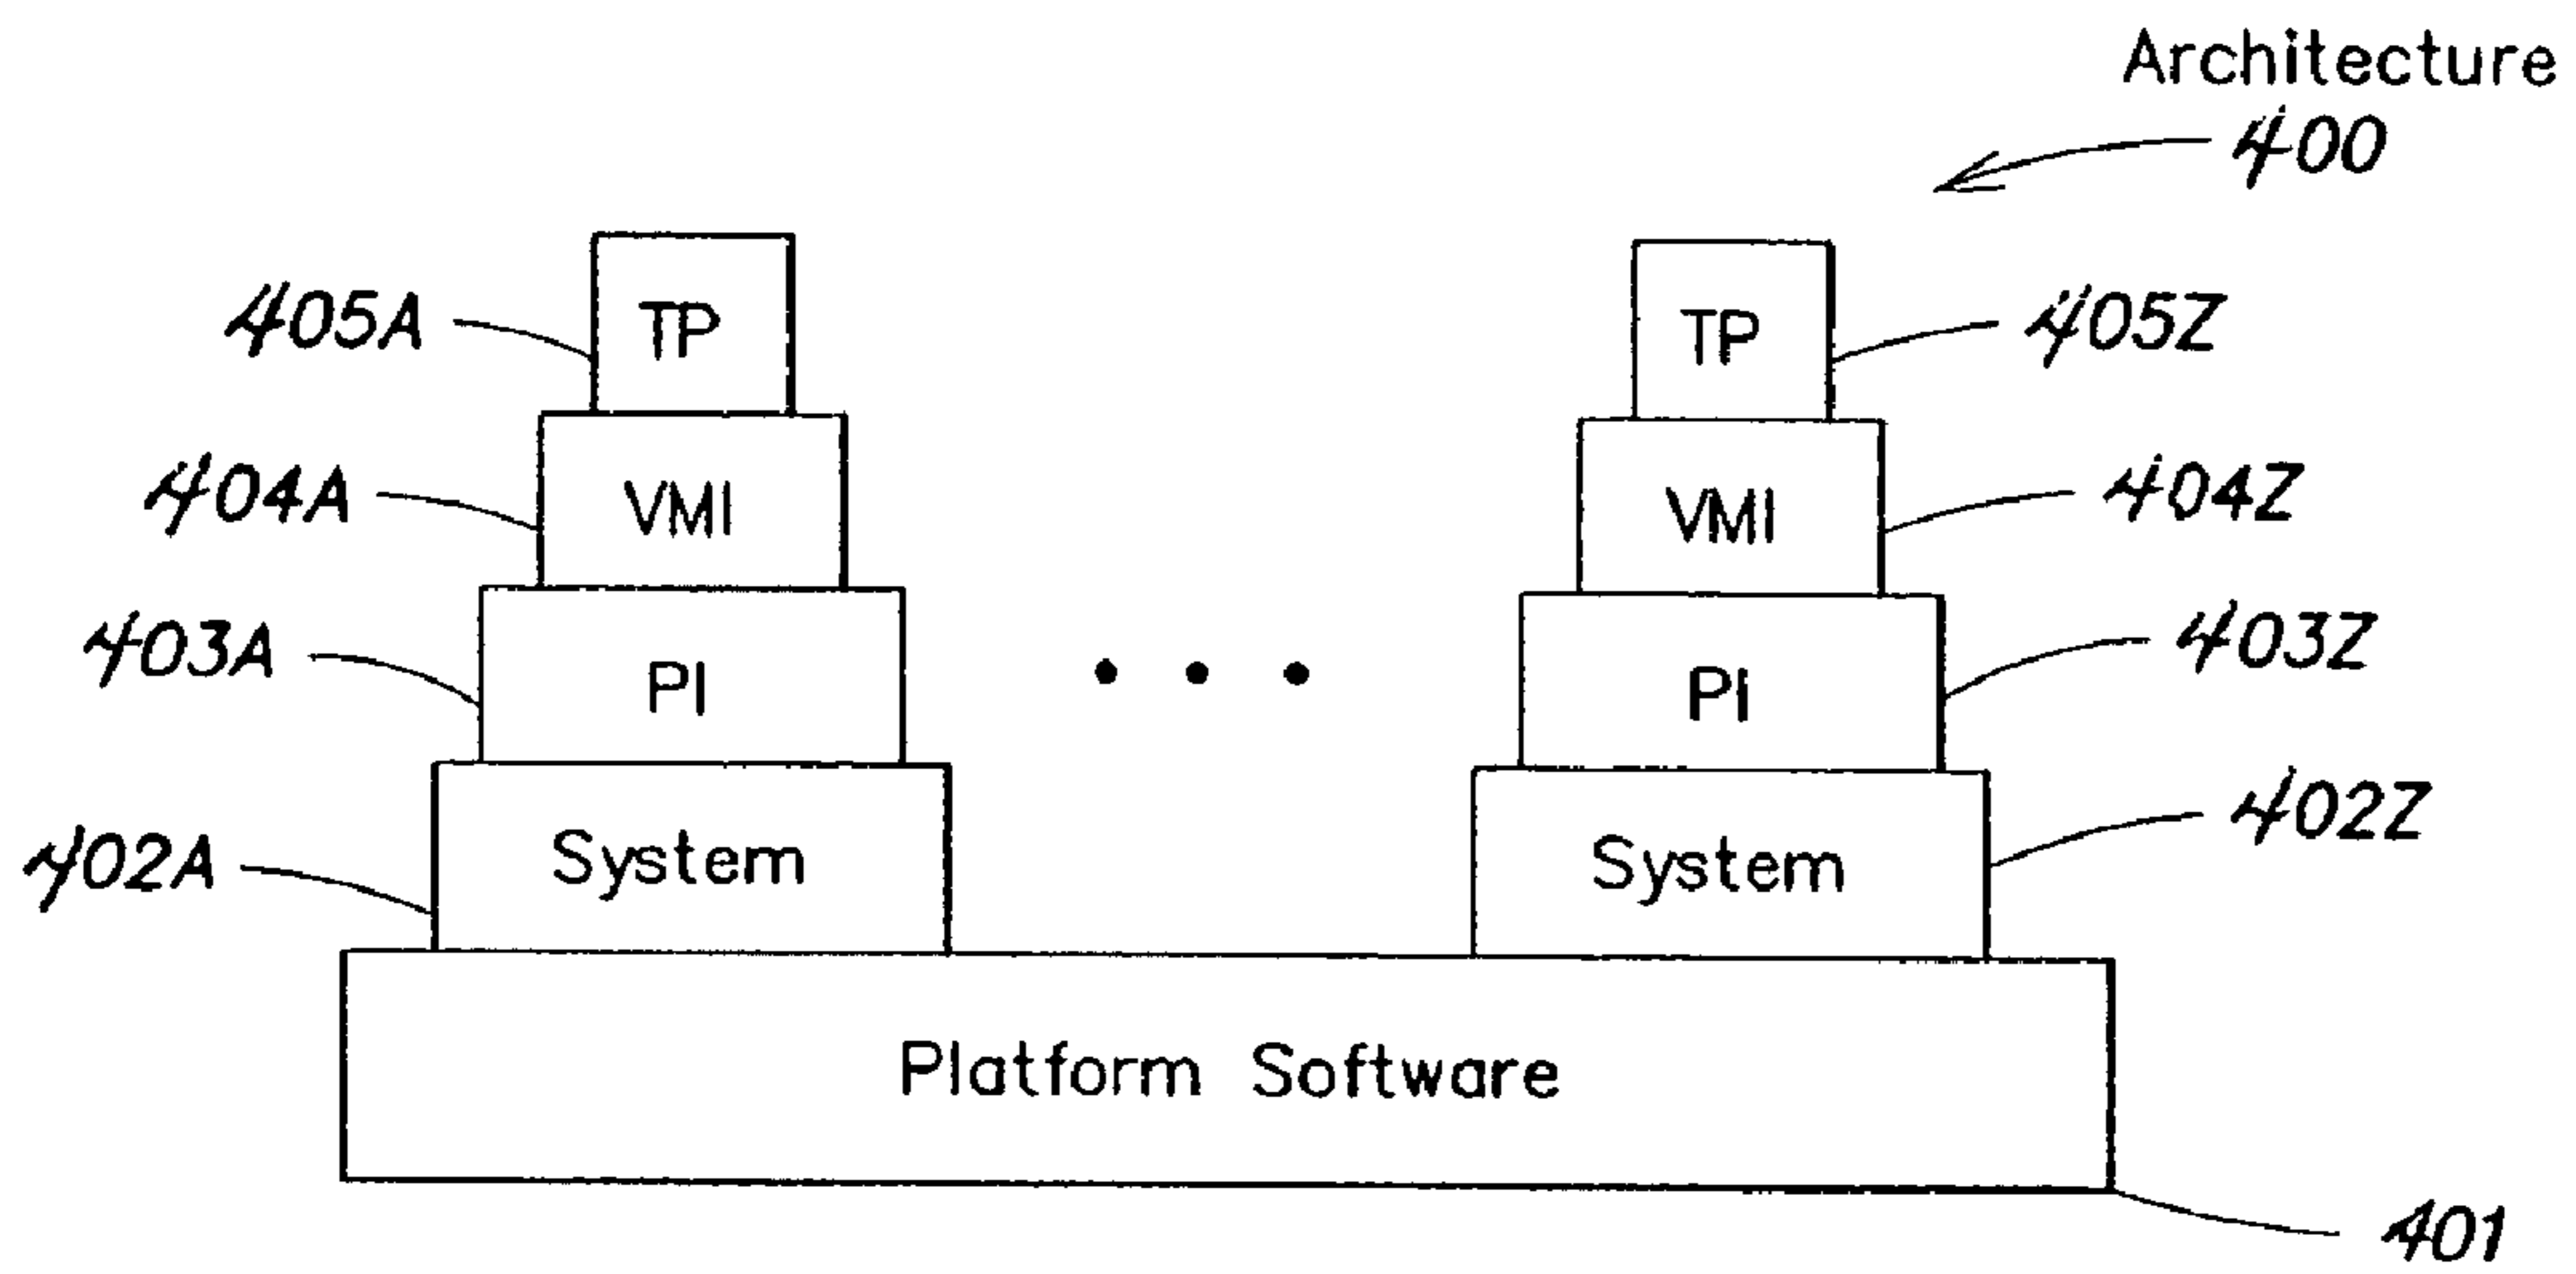 Architecture
400
405A TP TP 405Z
404A VMI VMI 404Z
403A PI PI 403Z
402A System System 402Z
Platform Software
401